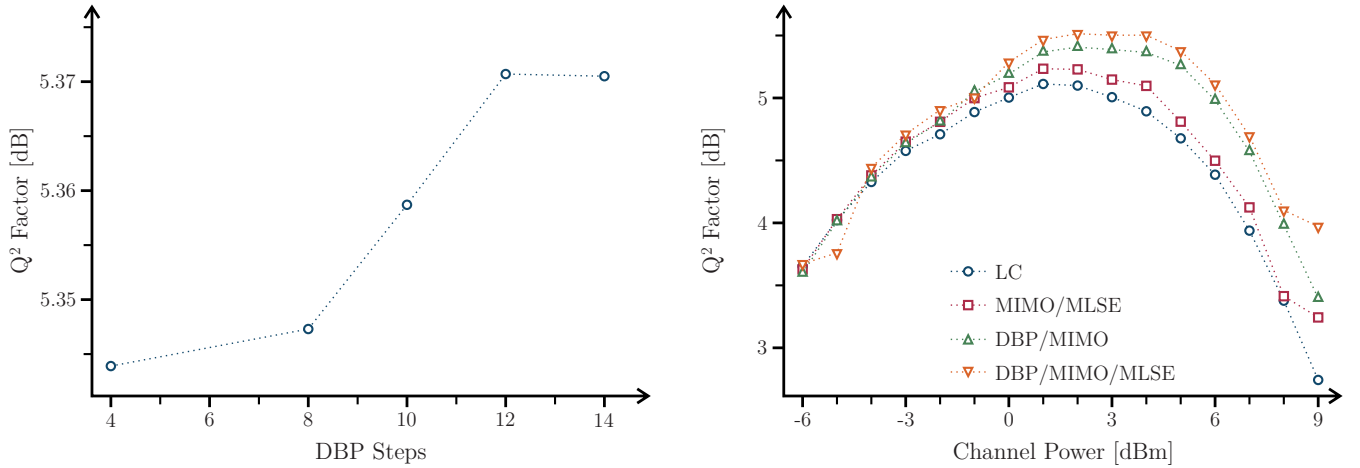 5.37
5.36
5.35
Q² Factor [dB]
4
6
8
10
12
14
DBP Steps
5
4
3
Q² Factor [dB]
LC
MIMO/MLSE
DBP/MIMO
DBP/MIMO/MLSE
-6
-3
0
3
6
9
Channel Power [dBm]